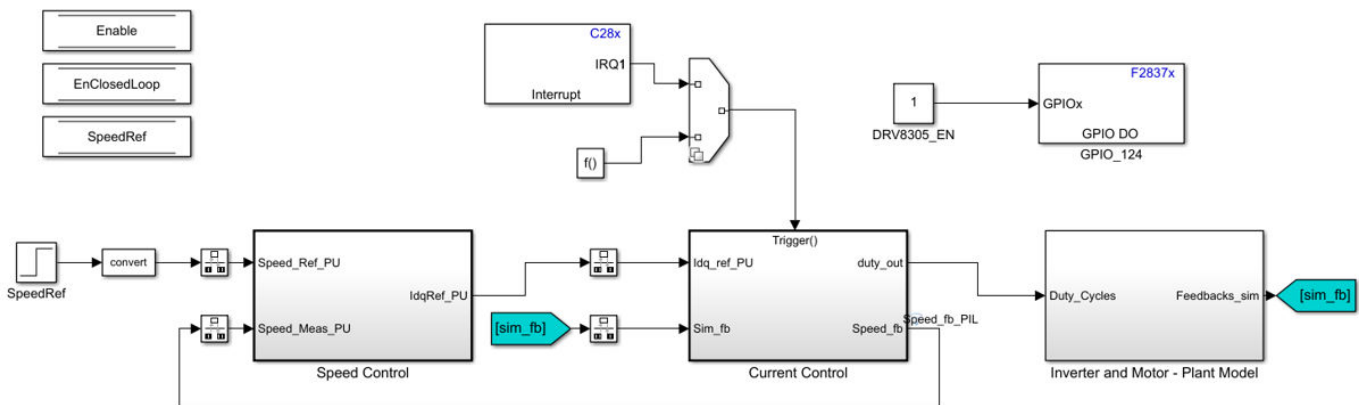 Enable
EnClosedLoop
SpeedRef
C28x
IRQ1
Interrupt
f()
1
DRV8305_EN
F2837x
GPIOx
GPIO DO
GPIO_124
SpeedRef
convert
Speed_Ref_PU
Speed_Meas_PU
IdqRef_PU
Speed Control
[sim_fb]
Trigger()
Idq_ref_PU
Sim_fb
duty_out
Speed_fb
Speed_fb_PIL
Current Control
Duty_Cycles
Feedbacks_sim
Inverter and Motor - Plant Model
[sim_fb]